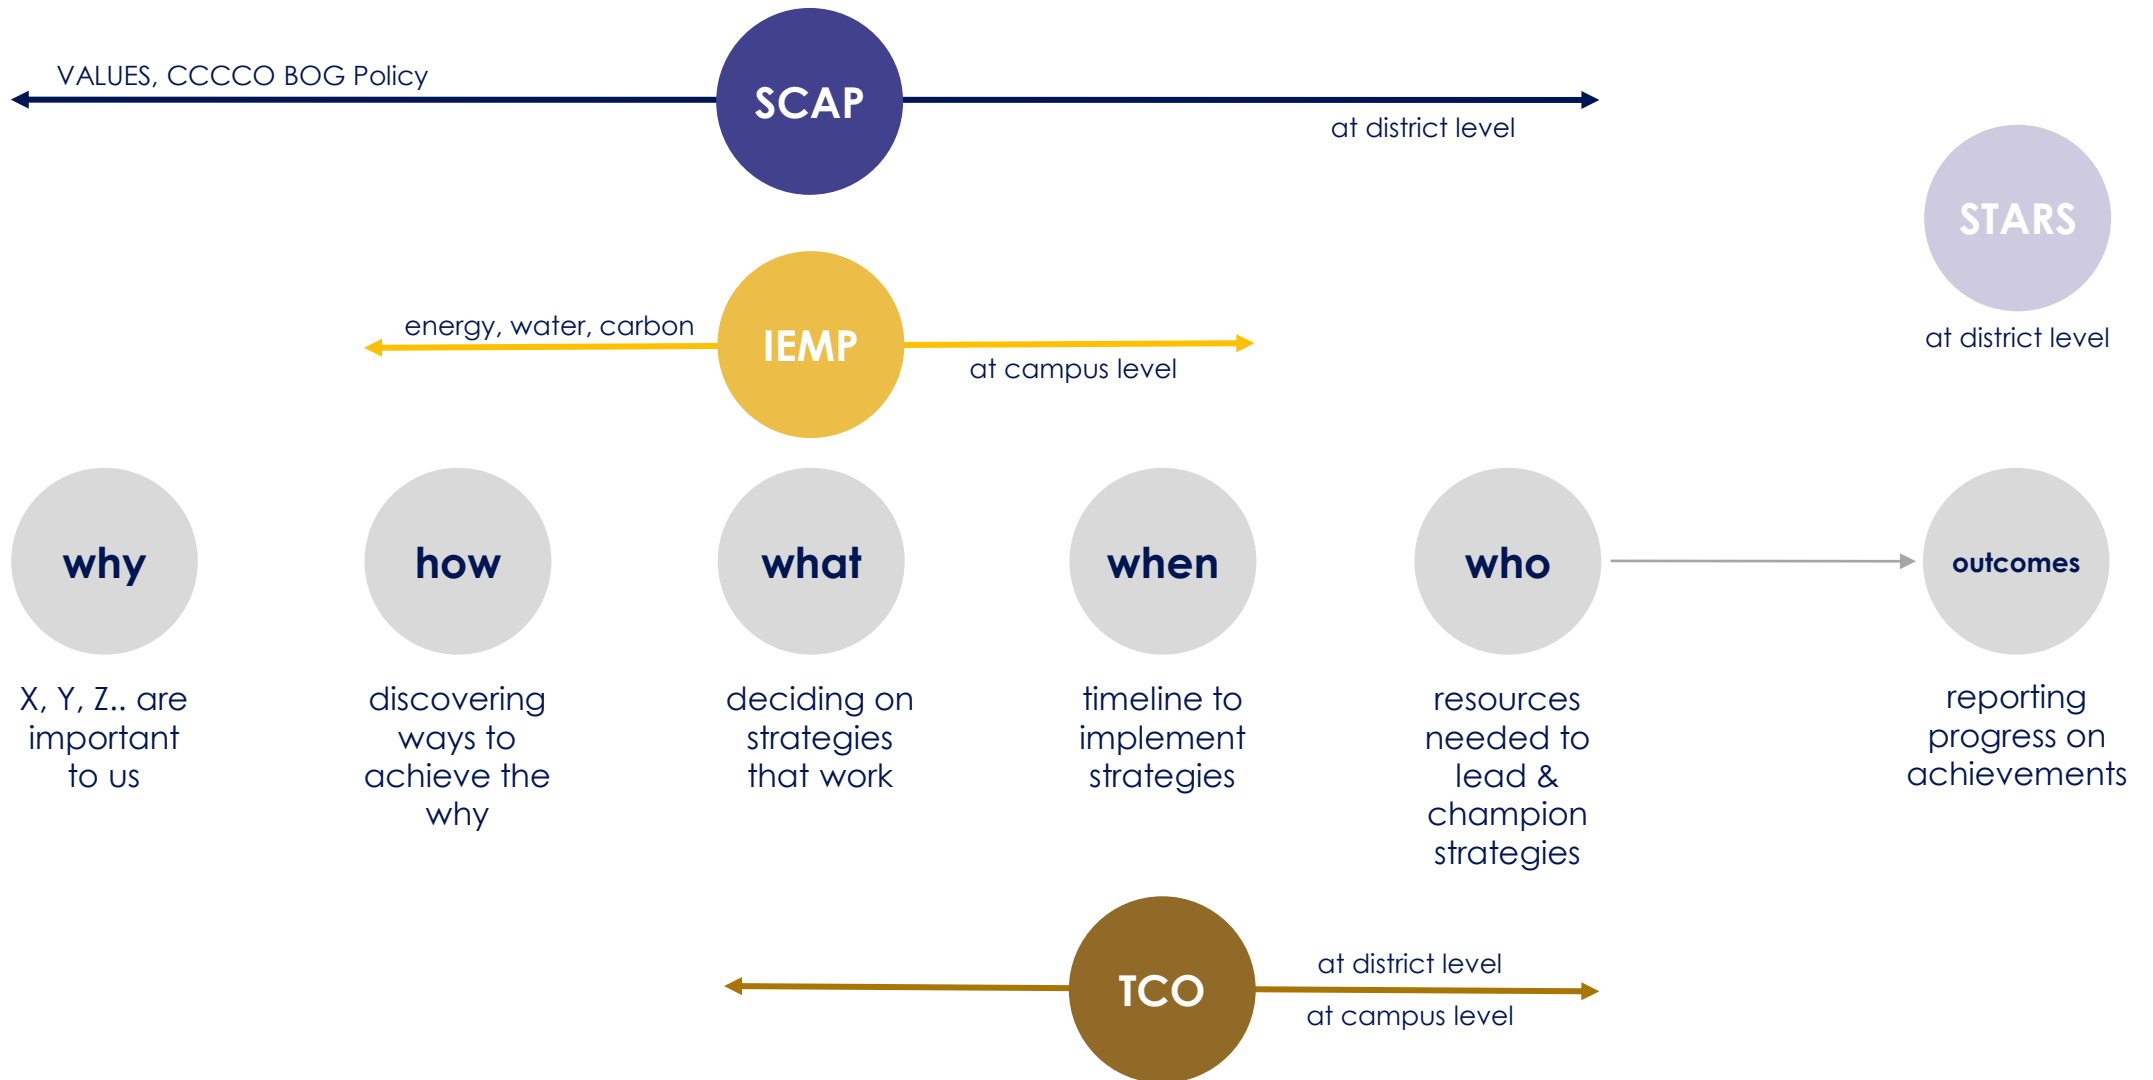 VALUES, CCCCO BOG Policy
SCAP
at district level
STARS
at district level
energy, water, carbon
IEMP
at campus level
why
how
what
when
who
outcomes
X, Y, Z.. are
important
to us
discovering
ways to
achieve the
why
deciding on
strategies
that work
timeline to
implement
strategies
resources
needed to
lead &
champion
strategies
reporting
progress on
achievements
TCO
at district level
at campus level